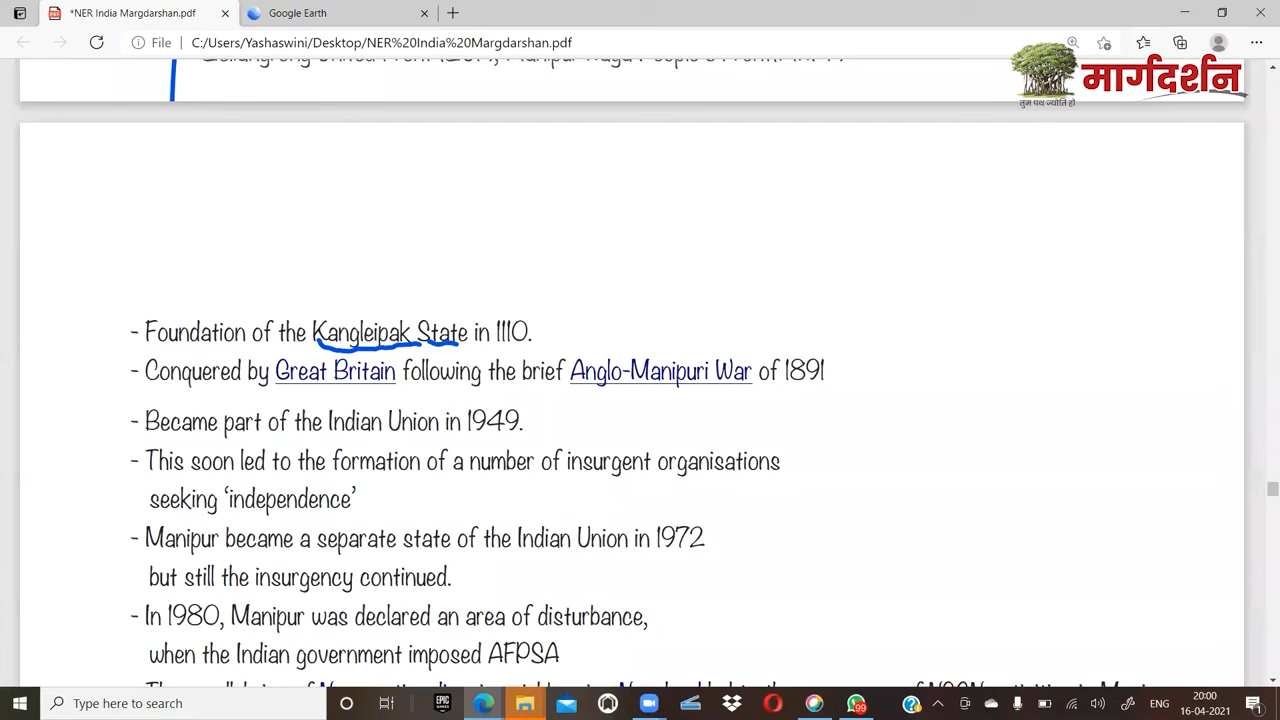 *NER India Margdarshan.pdf
Google Earth
File
C:/Users/Yashaswini/Desktop/NER%20India%20Margdarshan.pdf
मार्गदर्शन
तुम पथ ज्योति हो
- Foundation of the Kangleipak State in 1110.
- Conquered by Great Britain following the brief Anglo-Manipuri War of 1891
- Became part of the Indian Union in 1949.
- This soon led to the formation of a number of insurgent organisations
seeking ‘independence’
- Manipur became a separate state of the Indian Union in 1972
but still the insurgency continued.
- In 1980, Manipur was declared an area of disturbance,
when the Indian government imposed AFPSA
Type here to search
EPIC
GAMES
99
ENG
20:00
16-04-2021
1